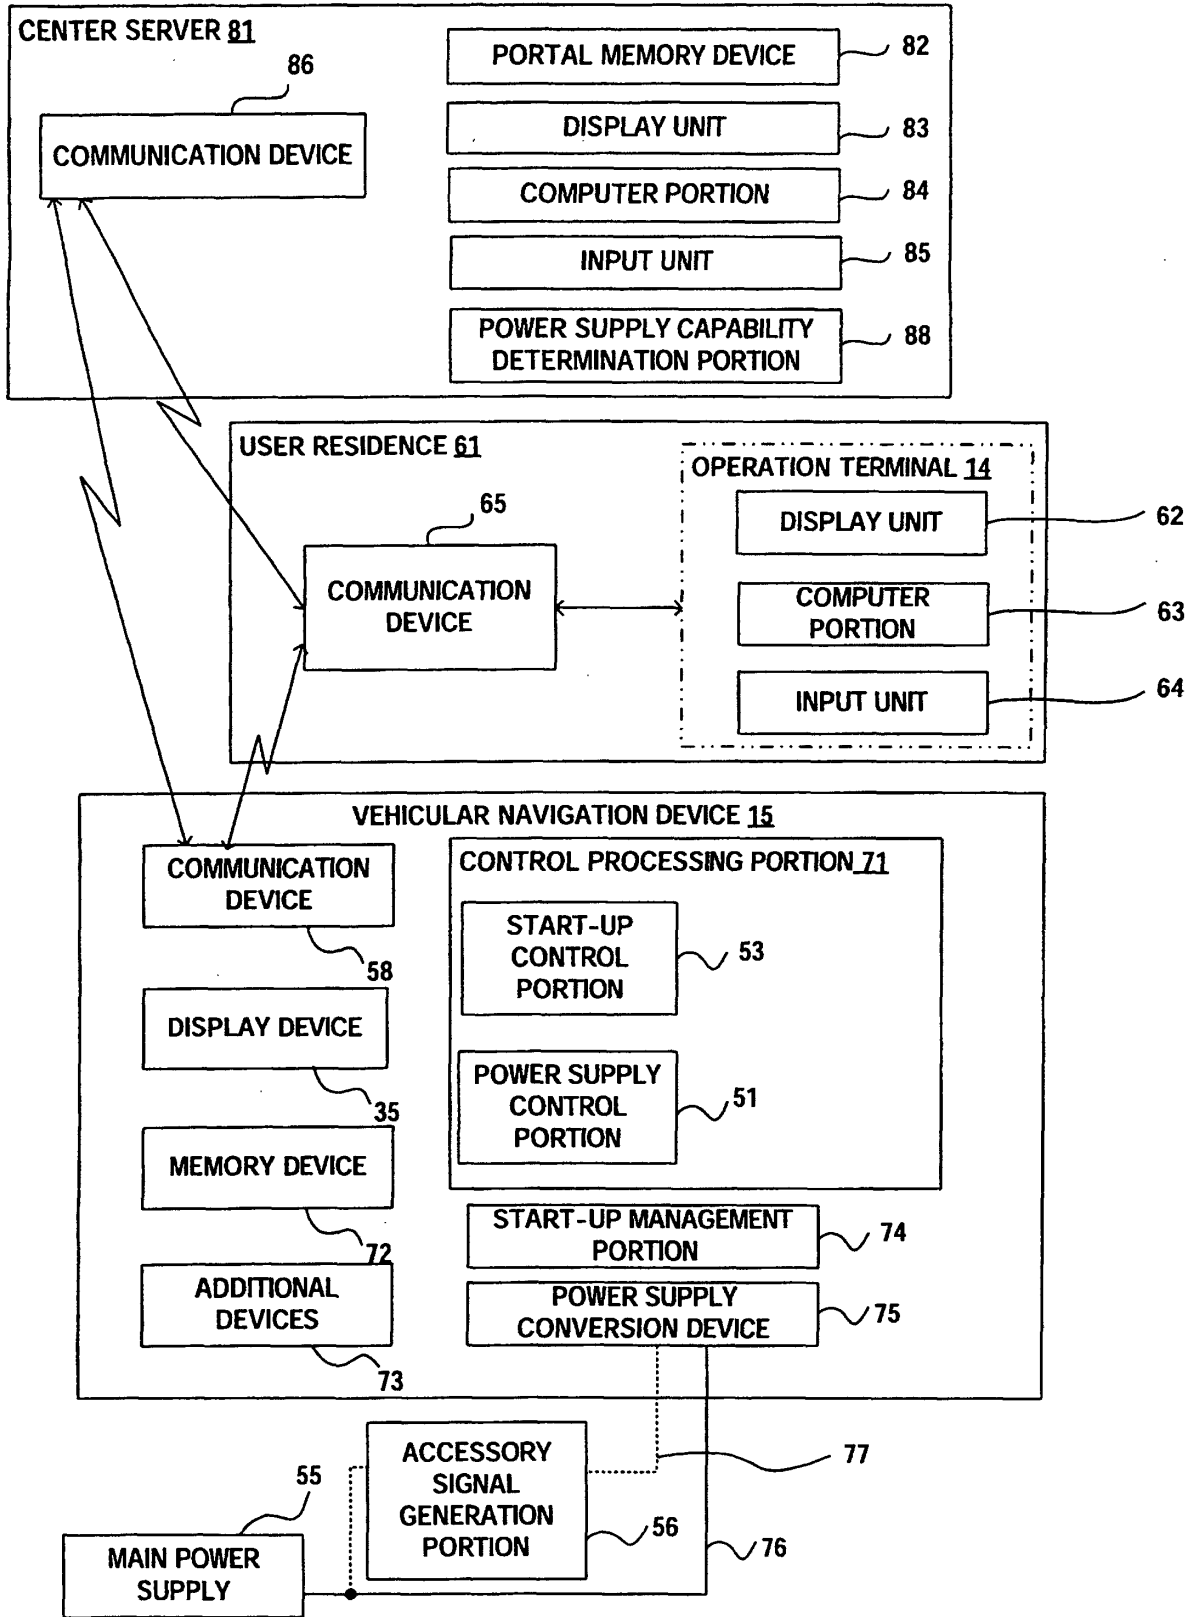 CENTER SERVER 81
86
COMMUNICATION DEVICE
PORTAL MEMORY DEVICE
82
DISPLAY UNIT
83
COMPUTER PORTION
84
INPUT UNIT
85
POWER SUPPLY CAPABILITY
DETERMINATION PORTION
88
USER RESIDENCE 61
65
COMMUNICATION
DEVICE
OPERATION TERMINAL 14
DISPLAY UNIT
62
COMPUTER
PORTION
63
INPUT UNIT
64
VEHICULAR NAVIGATION DEVICE 15
COMMUNICATION
DEVICE
58
DISPLAY DEVICE
35
MEMORY DEVICE
72
ADDITIONAL
DEVICES
73
CONTROL PROCESSING PORTION 71
START-UP
CONTROL
PORTION
53
POWER SUPPLY
CONTROL
PORTION
51
START-UP MANAGEMENT
PORTION
74
POWER SUPPLY
CONVERSION DEVICE
75
ACCESSORY
SIGNAL
GENERATION
PORTION
56
77
76
55
MAIN POWER
SUPPLY